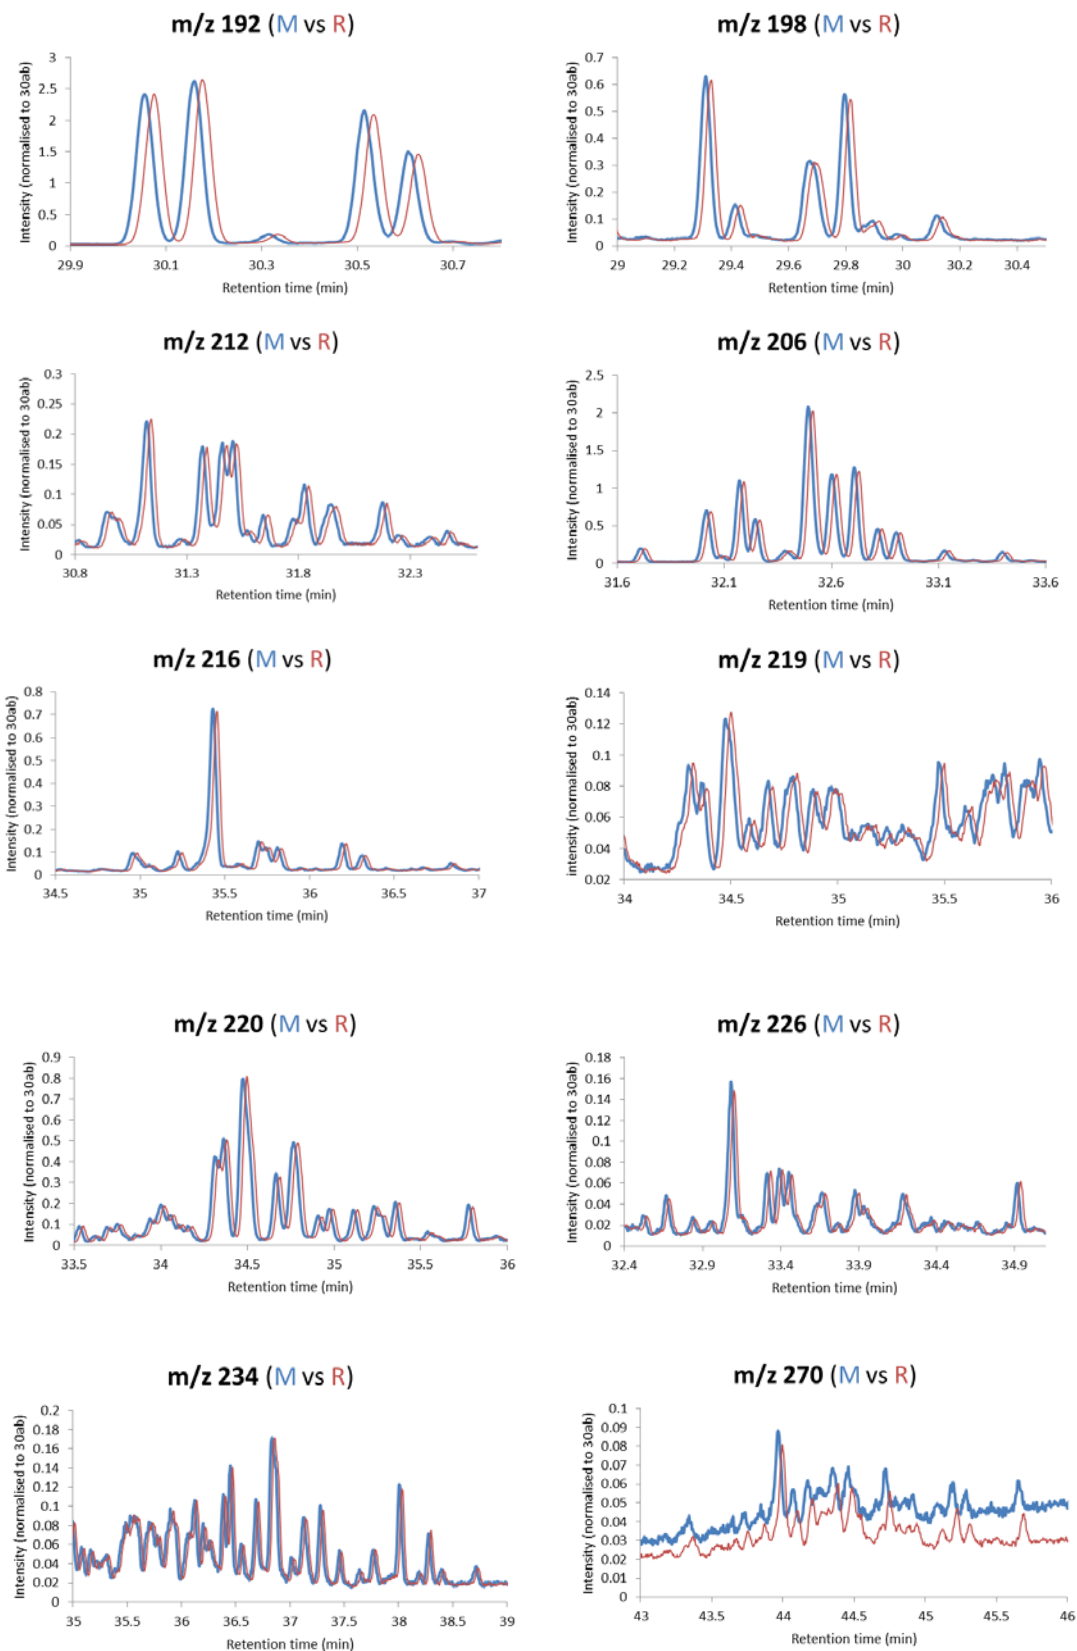 m/z 192 (M vs R)
Intensity (normalised to 30ab)
3
2.5
2
1.5
1
0.5
0
29.9 30.1 30.3 30.5 30.7
Retention time (min)
m/z 198 (M vs R)
Intensity (normalised to 30ab)
0.7
0.6
0.5
0.4
0.3
0.2
0.1
0
29 29.2 29.4 29.6 29.8 30 30.2 30.4
Retention time (min)
m/z 212 (M vs R)
Intensity (normalised to 30ab)
0.3
0.25
0.2
0.15
0.1
0.05
0
30.8 31.3 31.8 32.3
Retention time (min)
m/z 206 (M vs R)
Intensity (normalised to 30ab)
2.5
2
1.5
1
0.5
0
31.6 32.1 32.6 33.1 33.6
Retention time (min)
m/z 216 (M vs R)
Intensity (normalised to 30ab)
0.8
0.7
0.6
0.5
0.4
0.3
0.2
0.1
0
34.5 35 35.5 36 36.5 37
Retention time (min)
m/z 219 (M vs R)
intensity (normalised to 30ab)
0.14
0.12
0.1
0.08
0.06
0.04
0.02
34 34.5 35 35.5 36
Retention time (min)
m/z 220 (M vs R)
Intensity (normalised to 30ab)
0.9
0.8
0.7
0.6
0.5
0.4
0.3
0.2
0.1
0
33.5 34 34.5 35 35.5 36
Retention time (min)
m/z 226 (M vs R)
Intensity (normalised to 30ab)
0.18
0.16
0.14
0.12
0.1
0.08
0.06
0.04
0.02
0
32.4 32.9 33.4 33.9 34.4 34.9
Retention time (min)
m/z 234 (M vs R)
Intensity (normalised to 30ab)
0.2
0.18
0.16
0.14
0.12
0.1
0.08
0.06
0.04
0.02
0
35 35.5 36 36.5 37 37.5 38 38.5 39
Retention time (min)
m/z 270 (M vs R)
Intensity (normalised to 30ab)
0.1
0.09
0.08
0.07
0.06
0.05
0.04
0.03
0.02
0.01
0
43 43.5 44 44.5 45 45.5 46
Retention time (min)